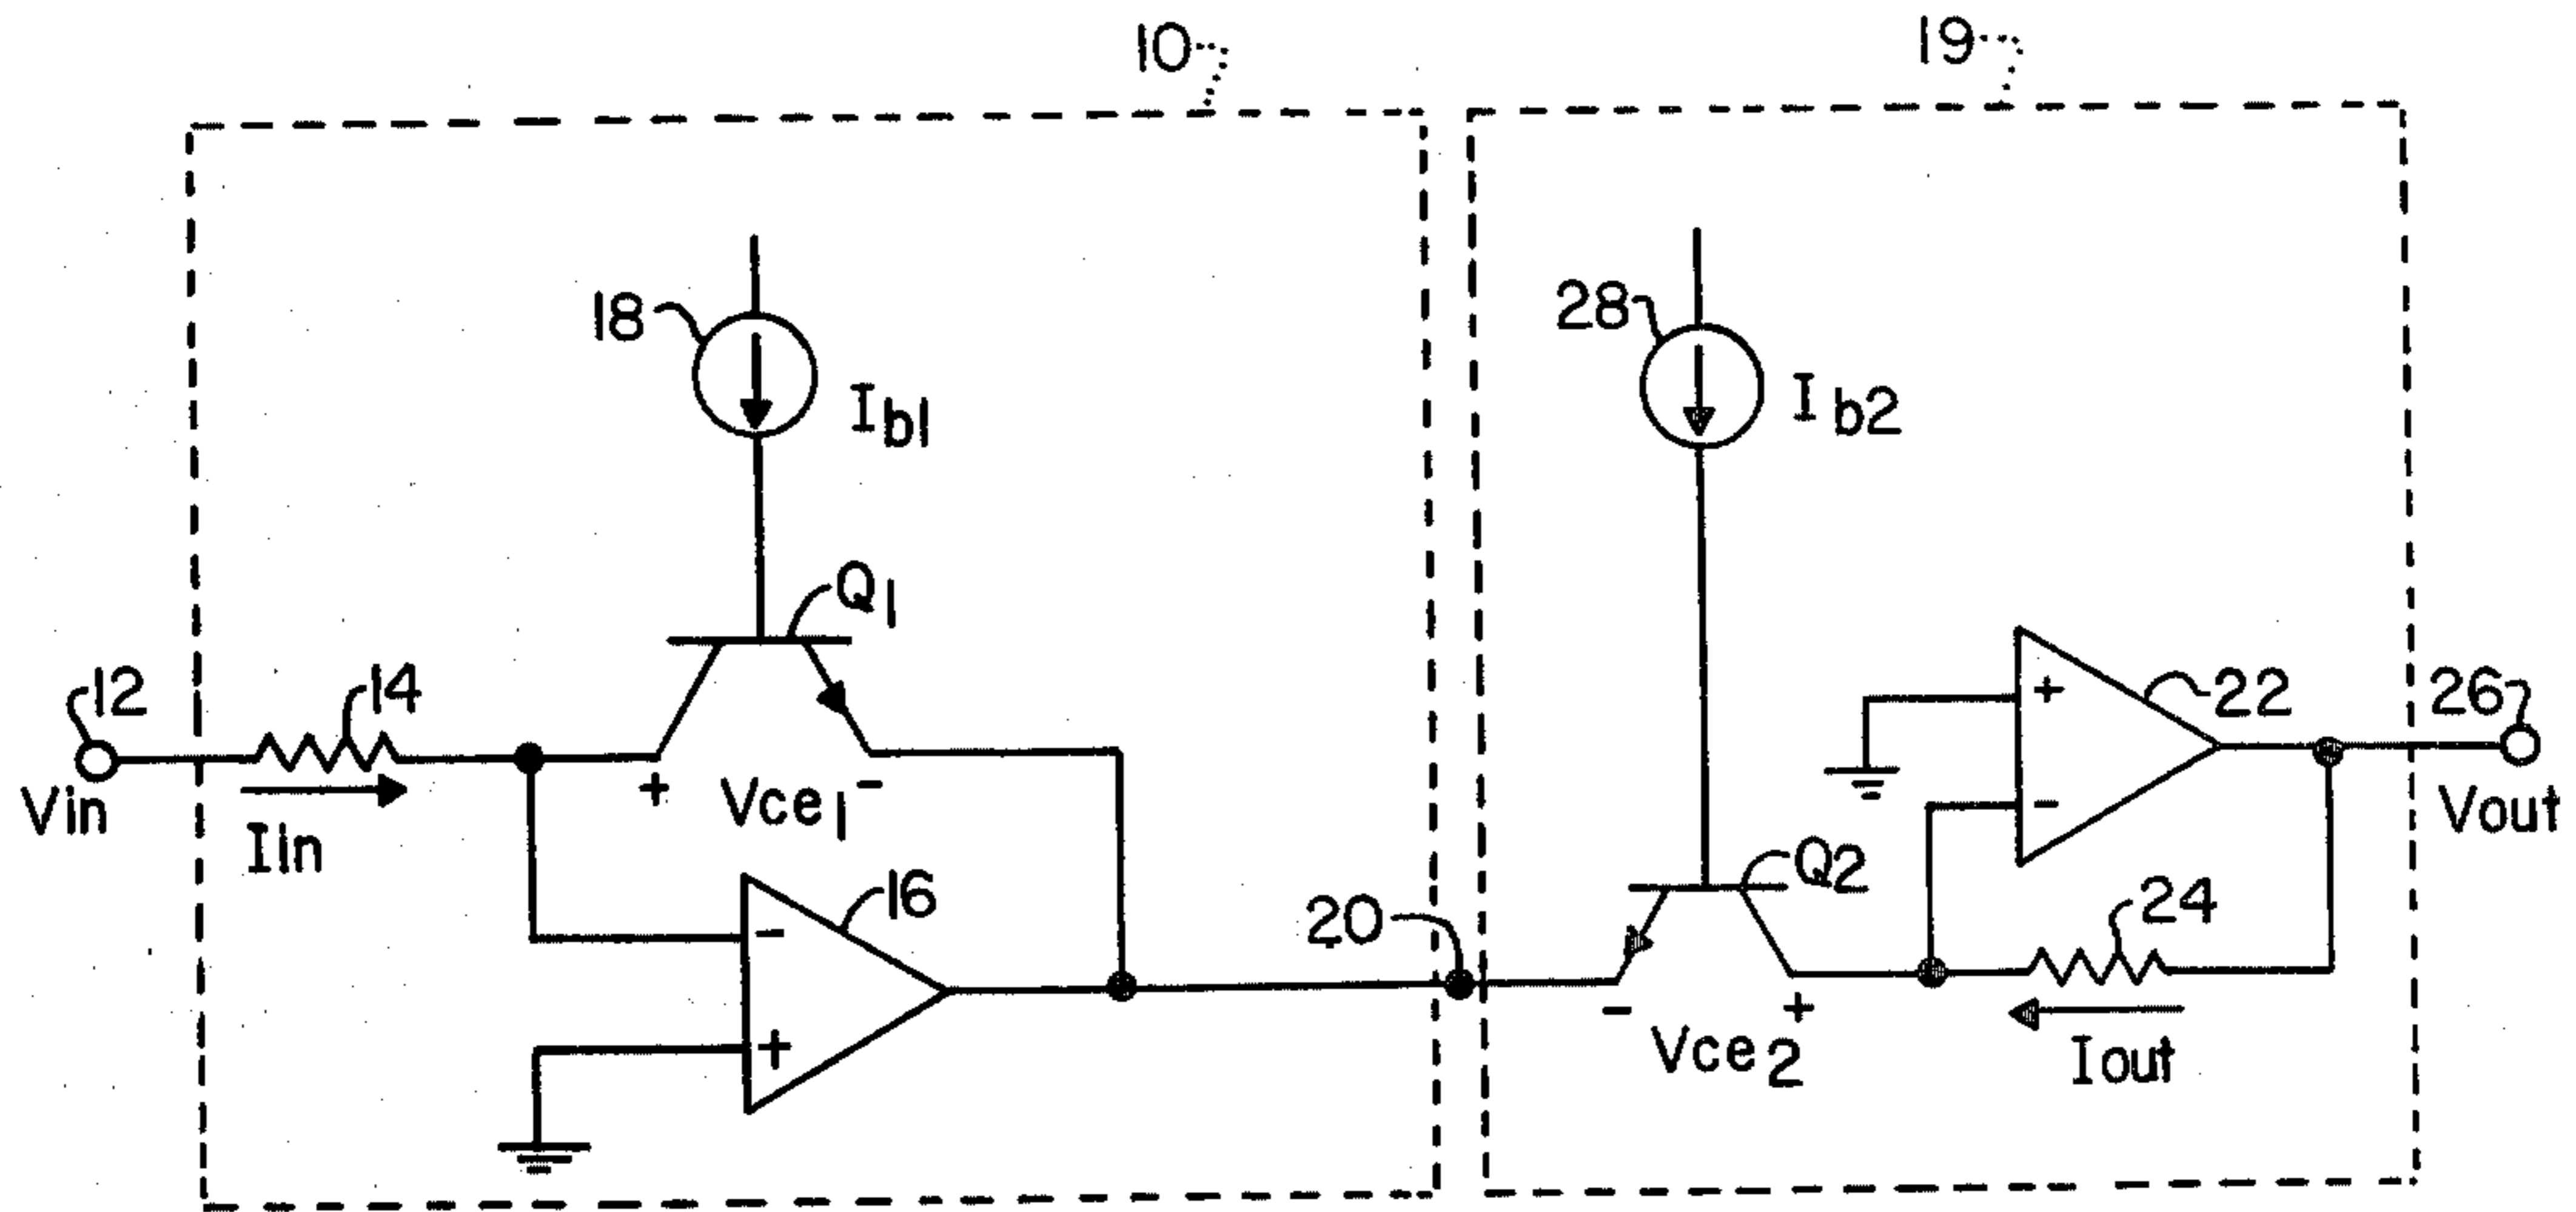 10
19
18
Ib1
28
Ib2
Q1
12
14
Vin
Iin
+
Vce1
-
16
-
+
20
Q2
22
+
-
26
Vout
24
-
Vce2
+
Iout